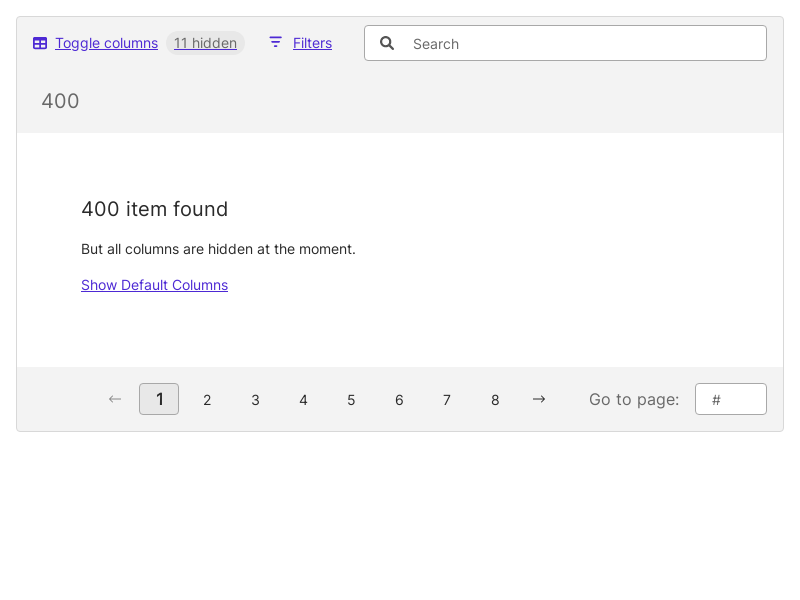 Toggle columns 11 hidden Filters Search
400
400 item found
But all columns are hidden at the moment.
Show Default Columns
1 2 3 4 5 6 7 8 Go to page: #